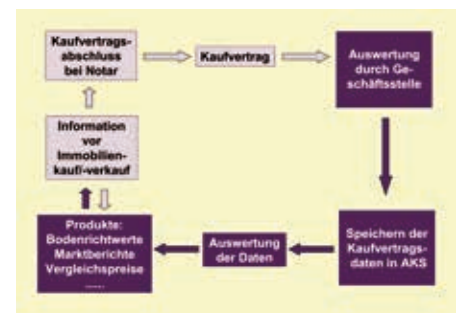 Kaufvertrags-
abschluss
bei Notar
Kaufvertrag
Auswertung
durch Ge-
schäftsstelle
Information
vor
Immobilien-
kauf/-verkauf
Produkte:
Bodenrichtwerte
Marktberichte
Vergleichspreise
......
Auswertung
der Daten
Speichern der
Kaufvertrags-
daten in AKS